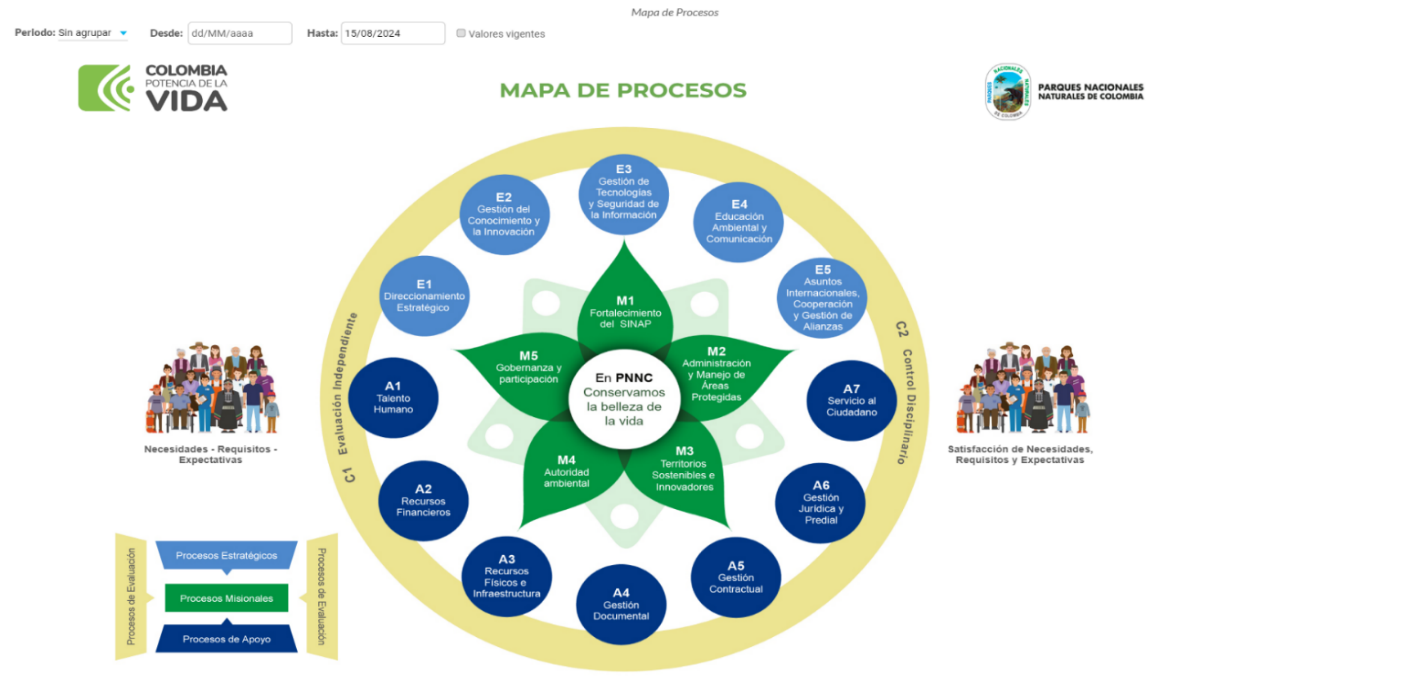 Mapa de Procesos
Periodo: Sin agrupar
Desde: dd/MM/aaaa
Hasta: 15/08/2024
Valores vigentes
COLOMBIA
POTENCIA DE LA
VIDA
MAPA DE PROCESOS
PARQUES NACIONALES
NATURALES DE COLOMBIA
PARQUES NACIONALES NATURALES
DE COLOMBIA
E3
Gestión de
Tecnologías
y Seguridad de
la Información
E2
Gestión del
Conocimiento y
la Innovación
E4
Educación
Ambiental y
Comunicación
E1
Direccionamiento
Estratégico
E5
Asuntos
Internacionales,
Cooperación
y Gestión de
Alianzas
M1
Fortalecimiento
del SINAP
M5
Gobernanza y
participación
M2
Administración
y Manejo de
Áreas
Protegidas
En PNNC
Conservamos
la belleza de
la vida
M4
Autoridad
ambiental
M3
Territorios
Sostenibles e
Innovadores
C1 Evaluación Independiente
C2 Control Disciplinario
A1
Talento
Humano
A7
Servicio al
Ciudadano
A2
Recursos
Financieros
A6
Gestión
Jurídica y
Predial
A3
Recursos
Físicos e
Infraestructura
A4
Gestión
Documental
A5
Gestión
Contractual
Necesidades - Requisitos -
Expectativas
Satisfacción de Necesidades,
Requisitos y Expectativas
Procesos de Evaluación
Procesos Estratégicos
Procesos Misionales
Procesos de Apoyo
Procesos de Evaluación